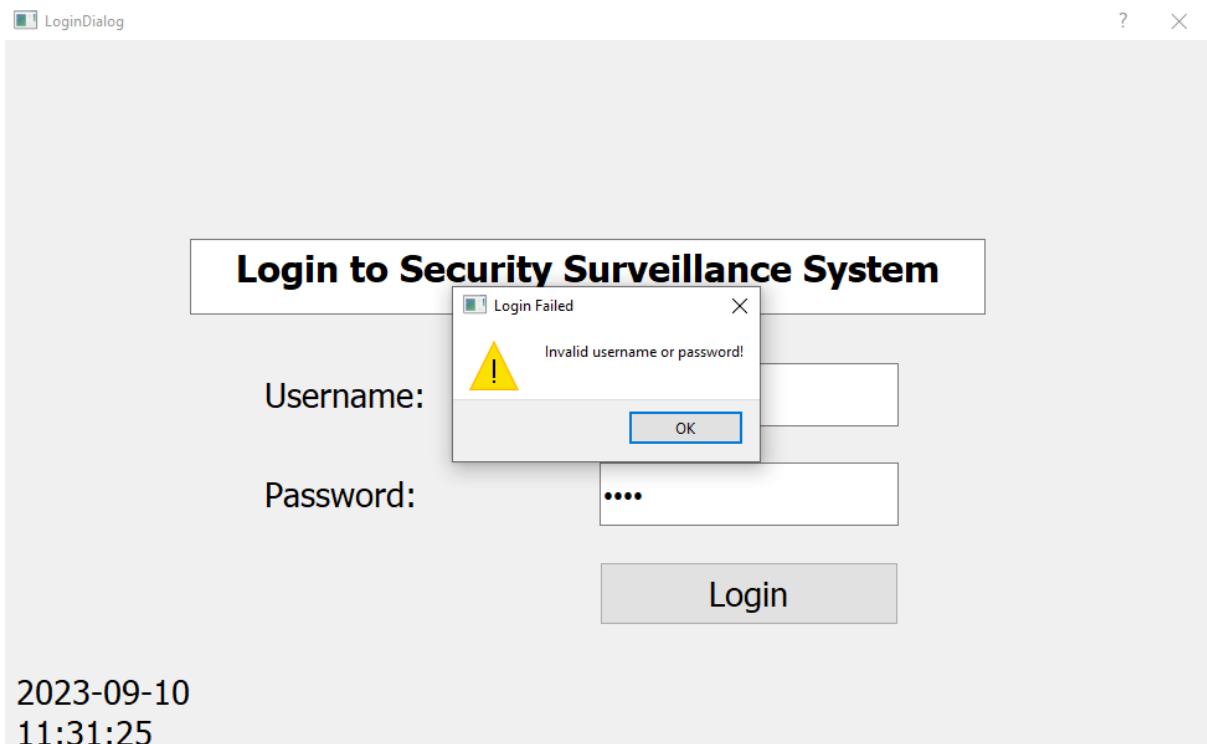 LoginDialog
?
Login to Security Surveillance System
Login Failed
Invalid username or password!
!
OK
Username:
Password:
••••
Login
2023-09-10
11:31:25